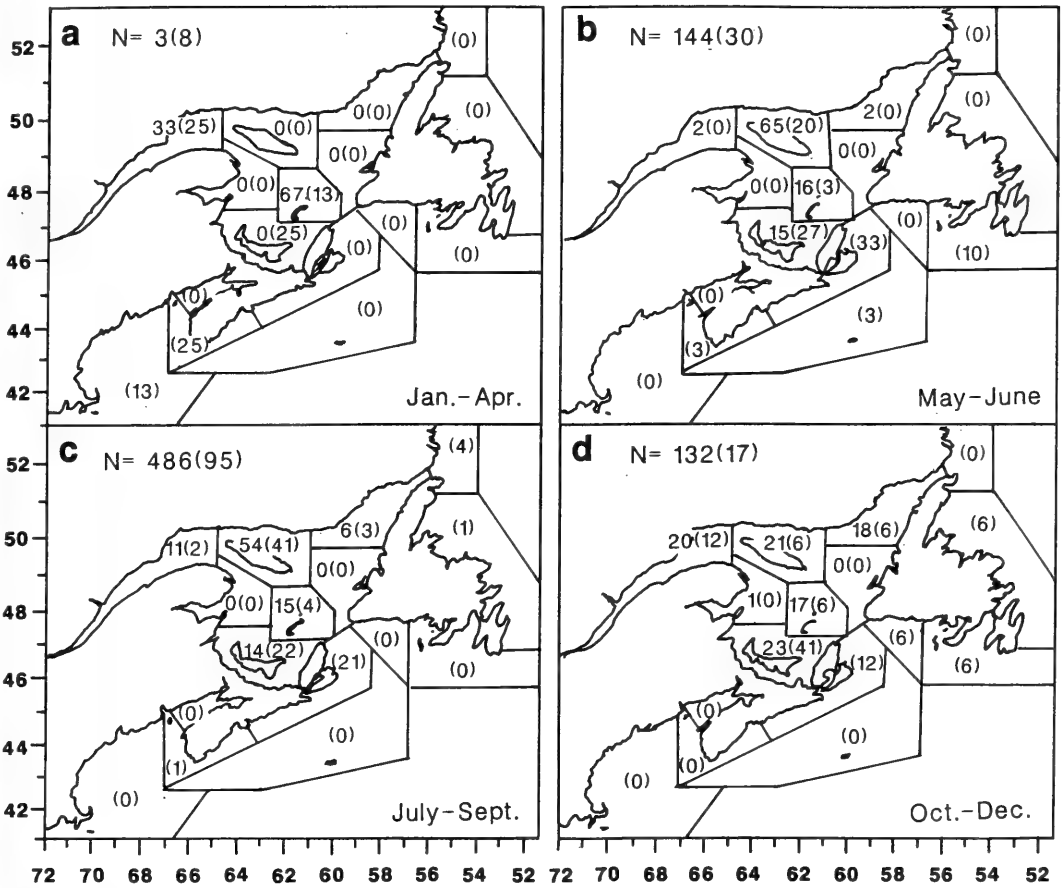 a N= 3(8)
(0)
52
(0)
50
33(25) 0(0) 0(0)
0(0)
48
0(0) 67(13)
0(25) (0) (0)
46
(0)
(0)
44
(0)
(25)
42
(13)
Jan.-Apr.
b N= 144(30)
(0)
(0)
2(0) 65(20) 2(0)
0(0)
0(0) 16(3)
15(27) (33) (0)
(10)
(0)
(3)
(3)
(0)
May-June
c N= 486(95)
(4)
52
(1)
50
11(2) 54(41) 6(3)
0(0)
48
0(0) 15(4)
14(22) (21) (0)
46
(0)
(0)
44
(0)
(1)
42
(0)
July-Sept.
d N= 132(17)
(0)
(6)
20(12) 21(6) 18(6)
0(0)
1(0) 17(6)
23(41) (12) (6)
(6)
(0)
(0)
(0)
(0)
Oct.-Dec.
72 70 68 66 64 62 60 58 56 54 52
72 70 68 66 64 62 60 58 56 54 52